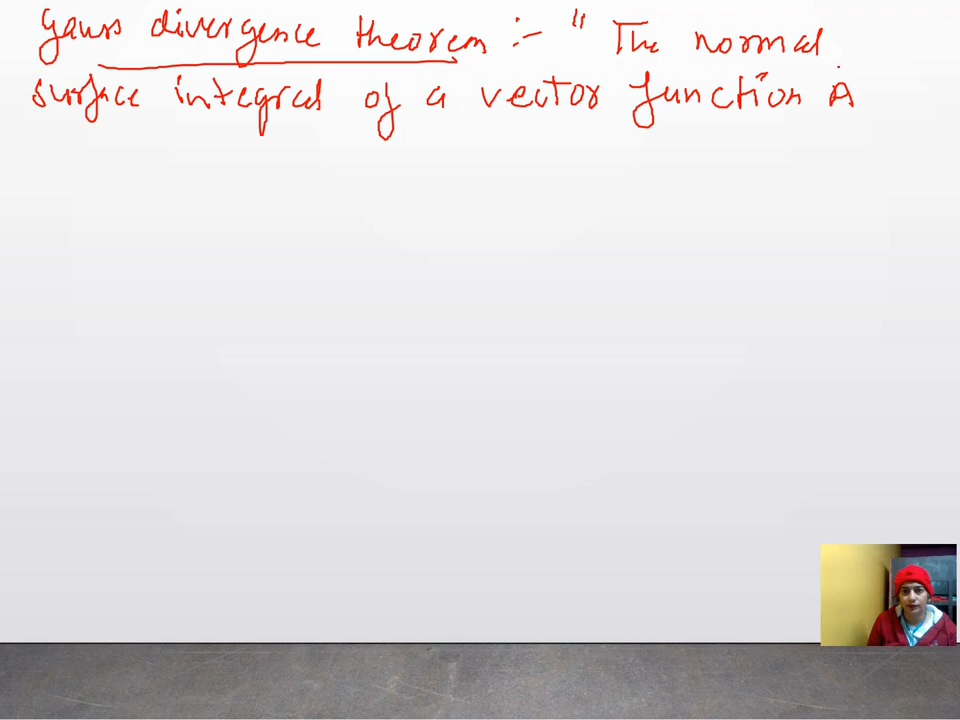 Gauss divergence theorem :- " The normal
surface integral of a vector function A